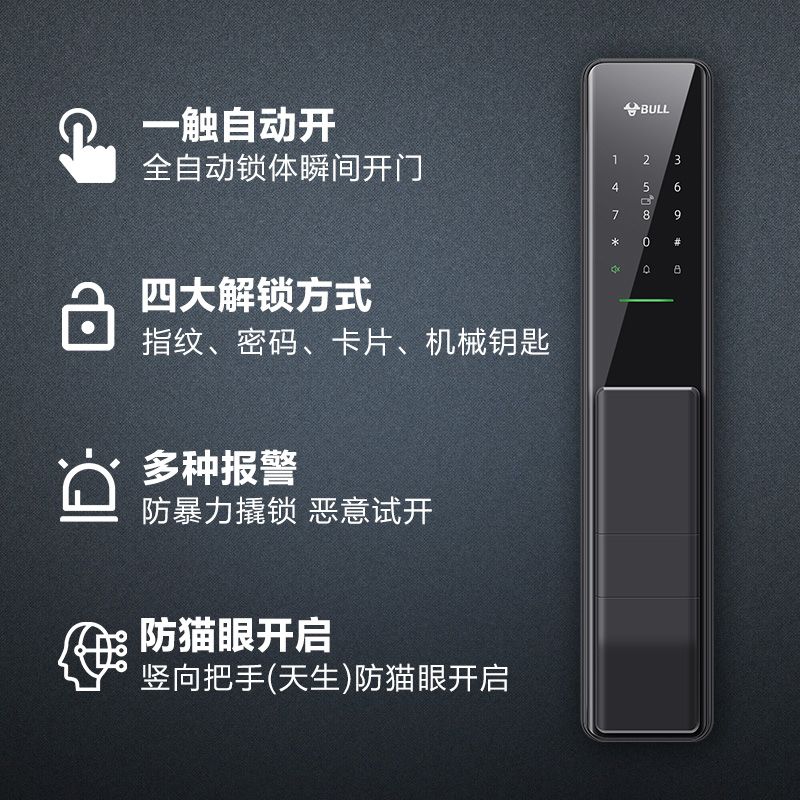 一触自动开
全自动锁体瞬间开门
四大解锁方式
指纹、密码、卡片、机械钥匙
多种报警
防暴力撬锁 恶意试开
防猫眼开启
竖向把手(天生)防猫眼开启
BULL
1 2 3
4 5 6
7 8 9
* 0 #